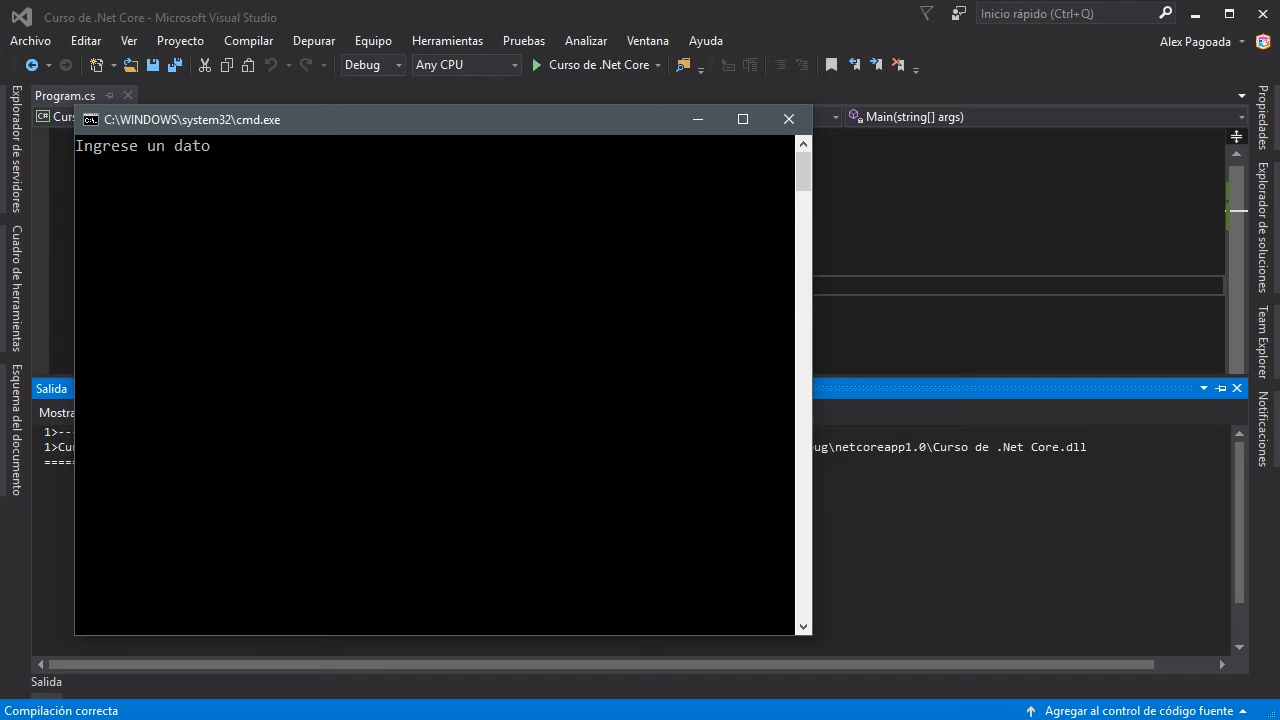 Curso de .Net Core - Microsoft Visual Studio
Inicio rápido (Ctrl+Q)
Archivo Editar Ver Proyecto Compilar Depurar Equipo Herramientas Pruebas Analizar Ventana Ayuda
Alex Pagoada
Debug Any CPU Curso de .Net Core
Program.cs
C# Curs
Main(string[] args)
C:\WINDOWS\system32\cmd.exe
Ingrese un dato
Explorador de servidores
Cuadro de herramientas
Esquema del documento
Propiedades
Explorador de soluciones
Team Explorer
Notificaciones
Salida
Mostra
1>--
1>Cu ug\netcoreapp1.0\Curso de .Net Core.dll
=====
Salida
Compilación correcta
Agregar al control de código fuente